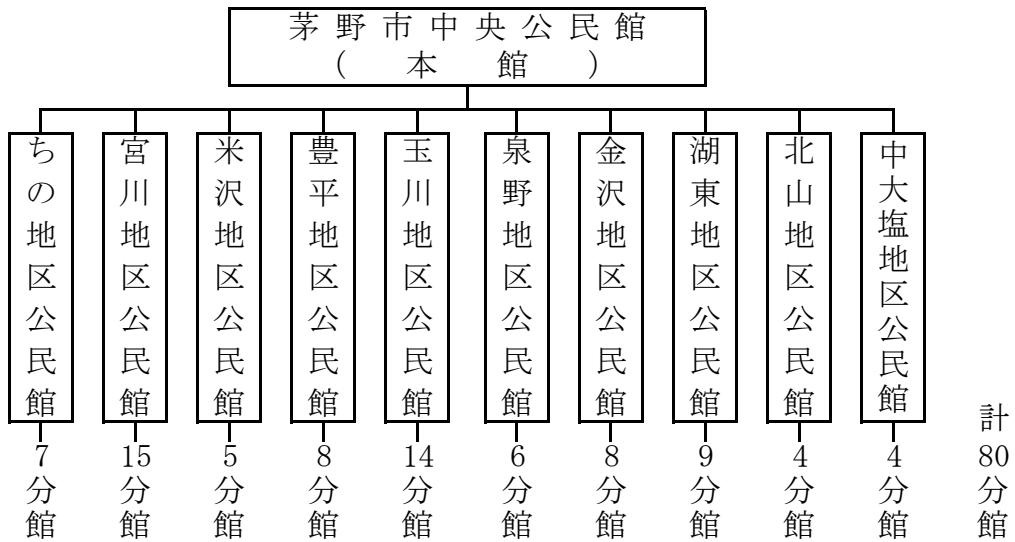 茅野市中央公民館
（本館）
ちの地区公民館
宮川地区公民館
米沢地区公民館
豊平地区公民館
玉川地区公民館
泉野地区公民館
金沢地区公民館
湖東地区公民館
北山地区公民館
中大塩地区公民館
7分館
15分館
5分館
8分館
14分館
6分館
8分館
9分館
4分館
4分館
計80分館